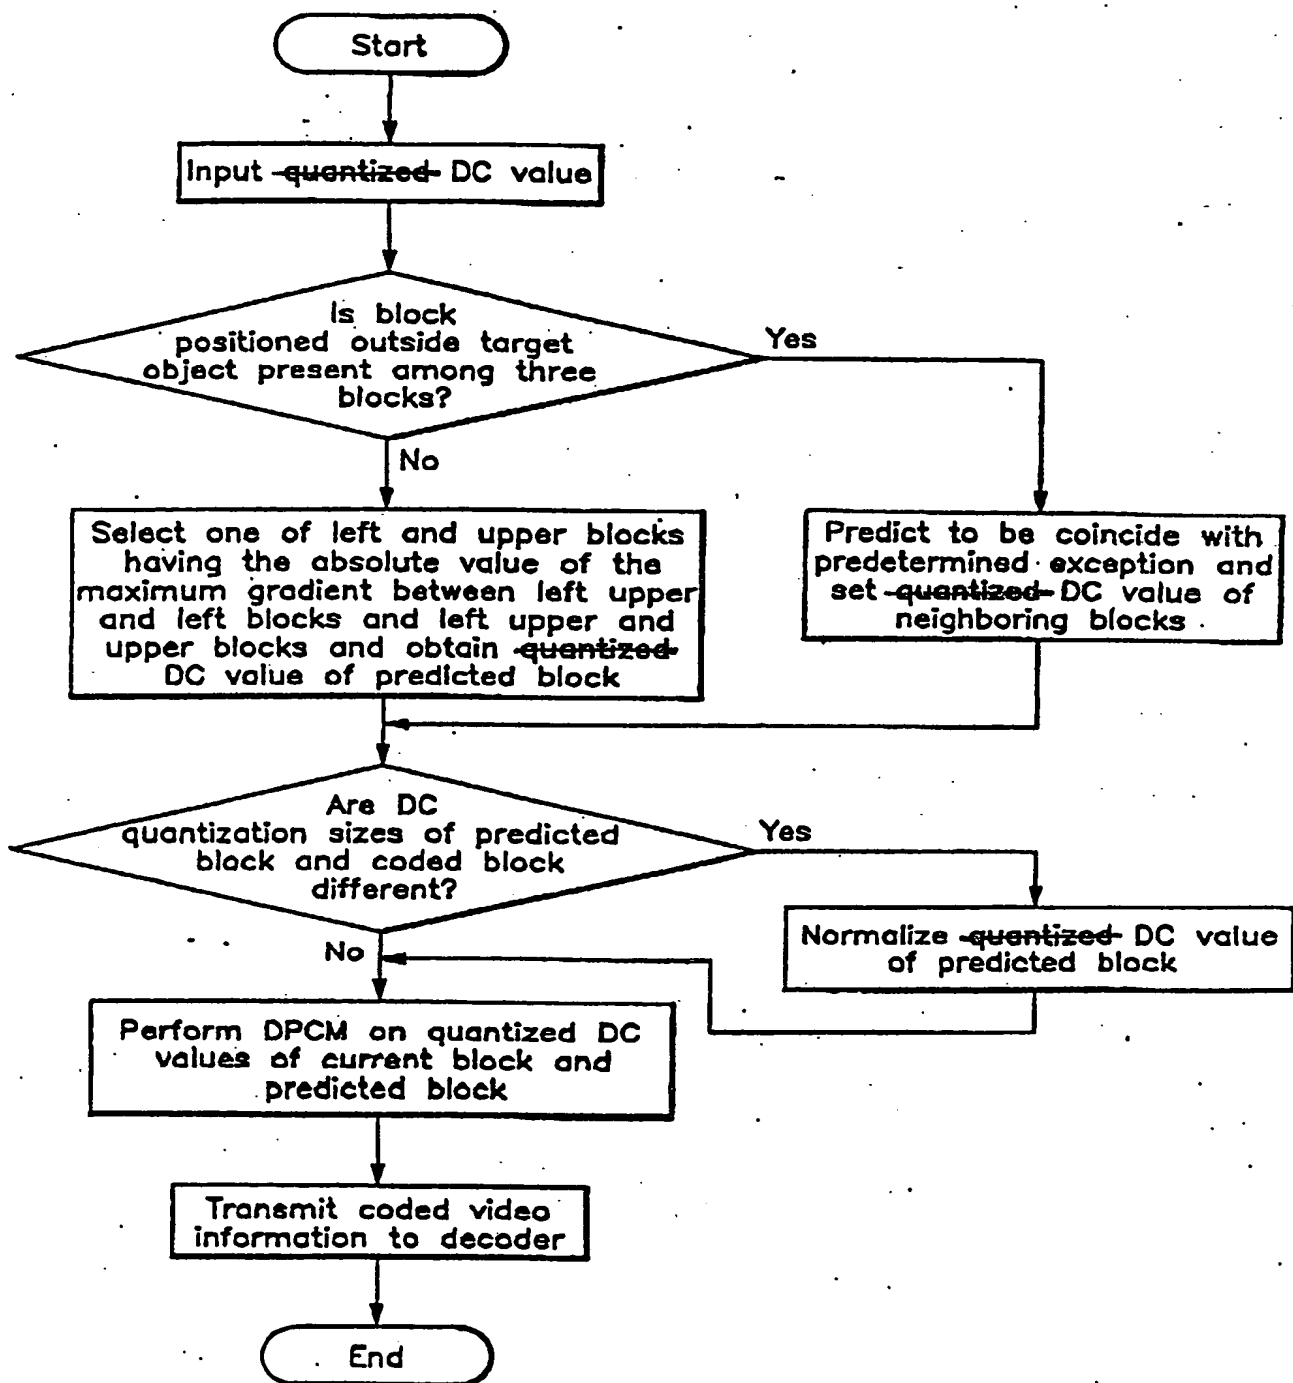 Start
Input quantized DC value
Is block
positioned outside target
object present among three
blocks?
Yes
No
Select one of left and upper blocks
having the absolute value of the
maximum gradient between left upper
and left blocks and left upper and
upper blocks and obtain quantized
DC value of predicted block
Predict to be coincide with
predetermined exception and
set quantized DC value of
neighboring blocks
Are DC
quantization sizes of predicted
block and coded block
different?
Yes
No
Normalize quantized DC value
of predicted block
Perform DPCM on quantized DC
values of current block and
predicted block
Transmit coded video
information to decoder
End